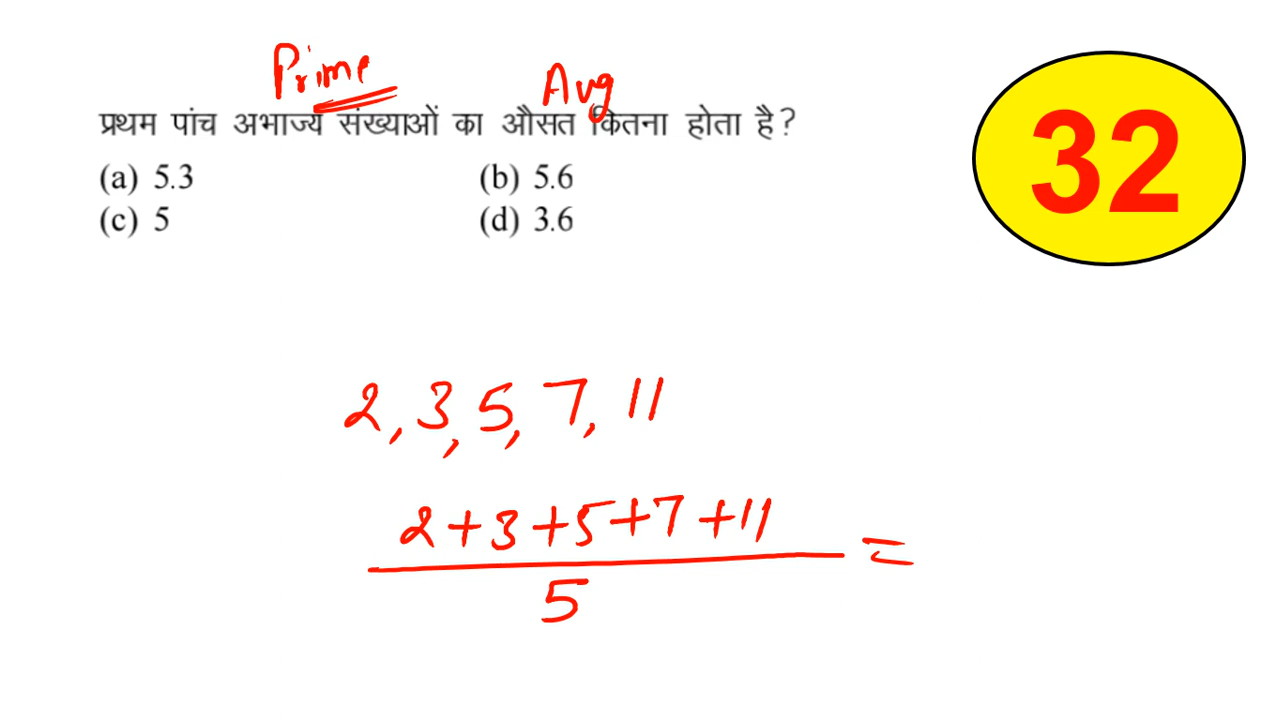 Prime Avg
प्रथम पांच अभाज्य संख्याओं का औसत कितना होता है?
(a) 5.3 (b) 5.6
(c) 5 (d) 3.6
32
2, 3, 5, 7, 11
2+3+5+7+11 =
5